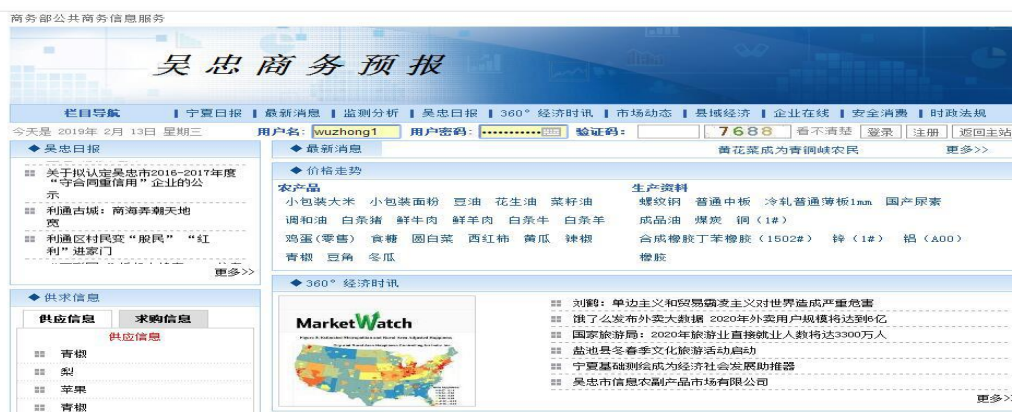 商务部公共商务信息服务
吴忠商务预报
栏目导航 | 宁夏日报 | 最新消息 | 监测分析 | 吴忠日报 | 360°经济时讯 | 市场动态 | 县域经济 | 企业在线 | 安全消费 | 时政法规
今天是 2019年 2月 13日 星期三 用户名: wuzhong1 用户密码: •••••••••••• 验证码: 7688 看不清楚 登录 注册 返回主站
◆吴忠日报
关于拟认定吴忠市2016-2017年度
“守合同重信用”企业的公
示
利通古城：商海弄潮天地
宽
利通区村民变“股民” “红
利”进家门
更多>>
◆最新消息 黄花菜成为青铜峡农民 更多>>
◆价格走势
农产品
小包装大米 小包装面粉 豆油 花生油 菜籽油
调和油 白条猪 鲜牛肉 鲜羊肉 白条牛 白条羊
鸡蛋(零售) 食糖 圆白菜 西红柿 黄瓜 辣椒
青椒 豆角 冬瓜
生产资料
螺纹钢 普通中板 冷轧普通薄板1mm 国产尿素
成品油 煤炭 铜（1#）
合成橡胶丁苯橡胶（1502#） 锌（1#） 铝（A00）
橡胶
◆供求信息
供应信息 求购信息
供应信息
青椒
梨
苹果
青椒
◆360°经济时讯
MarketWatch
刘鹤：单边主义和贸易霸凌主义对世界造成严重危害
饿了么发布外卖大数据 2020年外卖用户规模将达到6亿
国家旅游局：2020年旅游业直接就业人数将达3300万人
盐池县冬春季文化旅游活动启动
宁夏基础测绘成为经济社会发展助推器
吴忠市信息农副产品市场有限公司
更多>